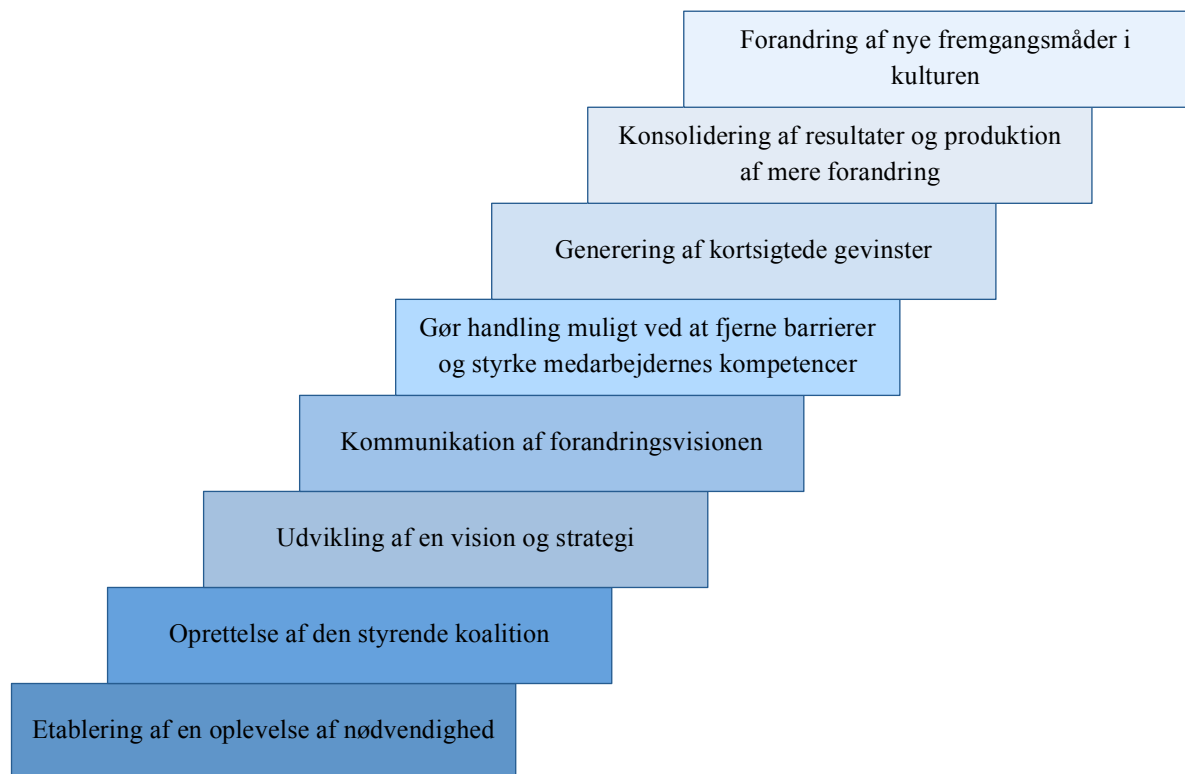 Forandring af nye fremgangsmåder i
kulturen
Konsolidering af resultater og produktion
af mere forandring
Generering af kortsigtede gevinster
Gør handling muligt ved at fjerne barrierer
og styrke medarbejdernes kompetencer
Kommunikation af forandringsvisionen
Udvikling af en vision og strategi
Oprettelse af den styrende koalition
Etablering af en oplevelse af nødvendighed